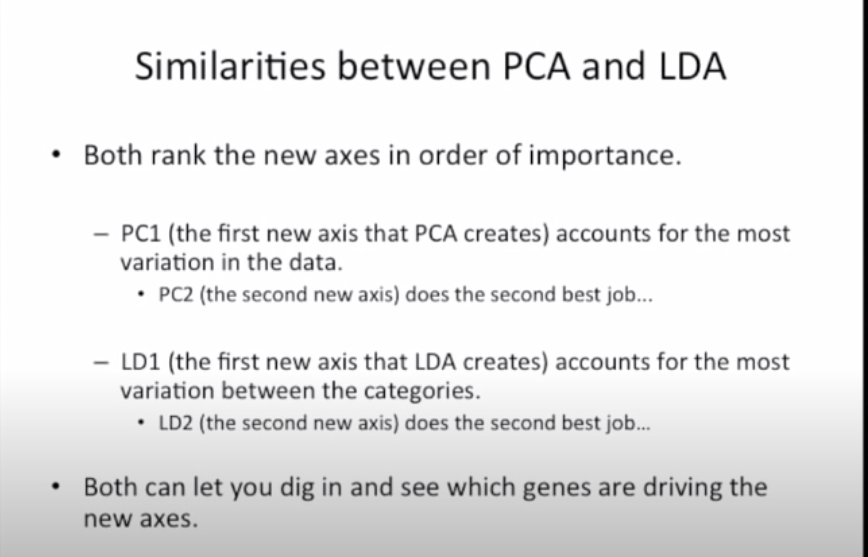 Similarities between PCA and LDA
• Both rank the new axes in order of importance.
– PC1 (the first new axis that PCA creates) accounts for the most
variation in the data.
• PC2 (the second new axis) does the second best job...
– LD1 (the first new axis that LDA creates) accounts for the most
variation between the categories.
• LD2 (the second new axis) does the second best job...
• Both can let you dig in and see which genes are driving the
new axes.